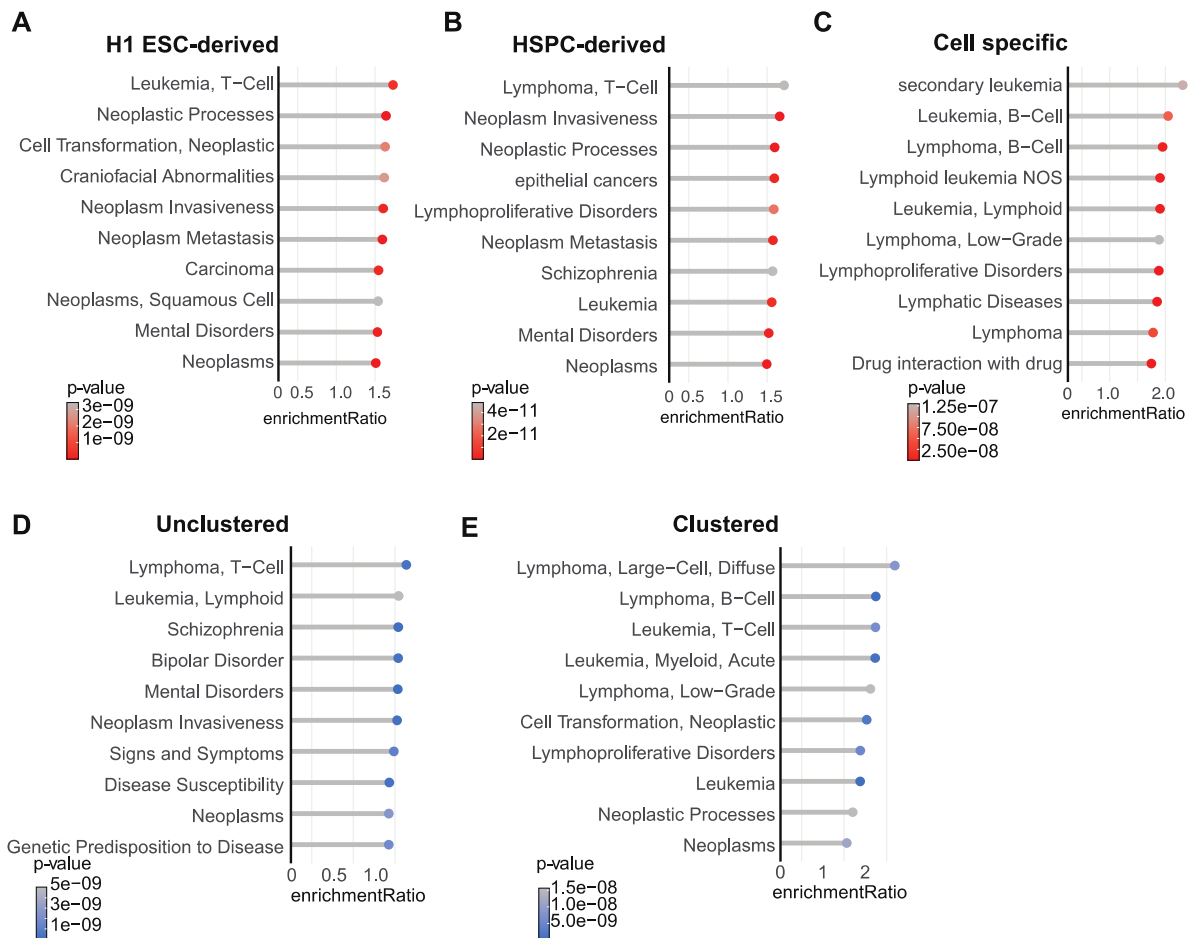 A
H1 ESC-derived
Leukemia, T−Cell
Neoplastic Processes
Cell Transformation, Neoplastic
Craniofacial Abnormalities
Neoplasm Invasiveness
Neoplasm Metastasis
Carcinoma
Neoplasms, Squamous Cell
Mental Disorders
Neoplasms
p-value
3e−09
2e−09
1e−09
0 0.5 1.0 1.5
enrichmentRatio
B
HSPC-derived
Lymphoma, T−Cell
Neoplasm Invasiveness
Neoplastic Processes
epithelial cancers
Lymphoproliferative Disorders
Neoplasm Metastasis
Schizophrenia
Leukemia
Mental Disorders
Neoplasms
p-value
4e−11
2e−11
0 0.5 1.0 1.5
enrichmentRatio
C
Cell specific
secondary leukemia
Leukemia, B−Cell
Lymphoma, B−Cell
Lymphoid leukemia NOS
Leukemia, Lymphoid
Lymphoma, Low−Grade
Lymphoproliferative Disorders
Lymphatic Diseases
Lymphoma
Drug interaction with drug
p-value
1.25e−07
7.50e−08
2.50e−08
0 1.0 2.0
enrichmentRatio
D
Unclustered
Lymphoma, T−Cell
Leukemia, Lymphoid
Schizophrenia
Bipolar Disorder
Mental Disorders
Neoplasm Invasiveness
Signs and Symptoms
Disease Susceptibility
Neoplasms
Genetic Predisposition to Disease
p-value
5e−09
3e−09
1e−09
0 0.5 1.0
enrichmentRatio
E
Clustered
Lymphoma, Large−Cell, Diffuse
Lymphoma, B−Cell
Leukemia, T−Cell
Leukemia, Myeloid, Acute
Lymphoma, Low−Grade
Cell Transformation, Neoplastic
Lymphoproliferative Disorders
Leukemia
Neoplastic Processes
Neoplasms
p-value
1.5e−08
1.0e−08
5.0e−09
0 1 2
enrichmentRatio